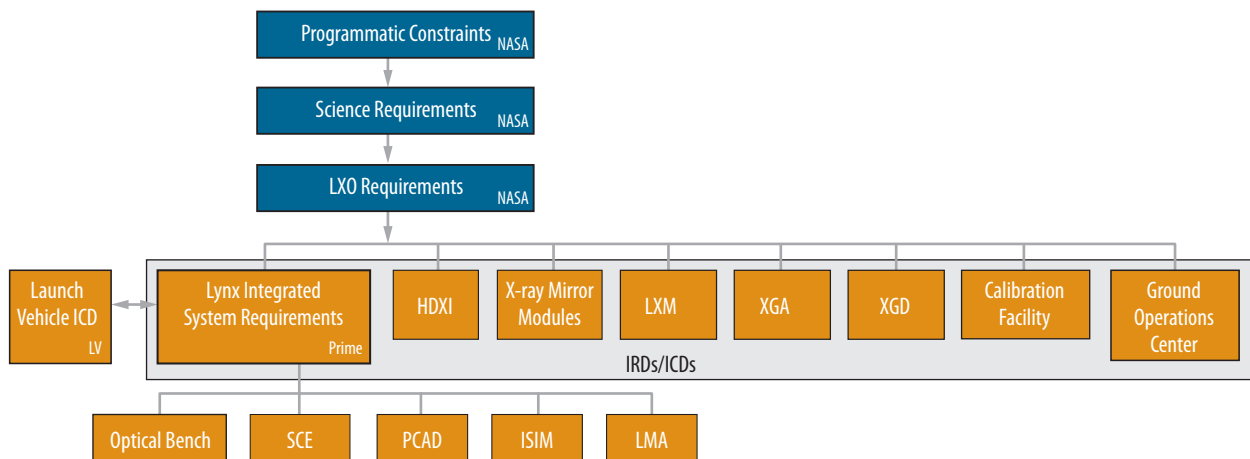 Programmatic Constraints
NASA
Science Requirements
NASA
LXO Requirements
NASA
Launch
Vehicle ICD
LV
Lynx Integrated
System Requirements
Prime
HDXI
X-ray Mirror
Modules
LXM
XGA
XGD
Calibration
Facility
Ground
Operations
Center
IRDs/ICDs
Optical Bench
SCE
PCAD
ISIM
LMA